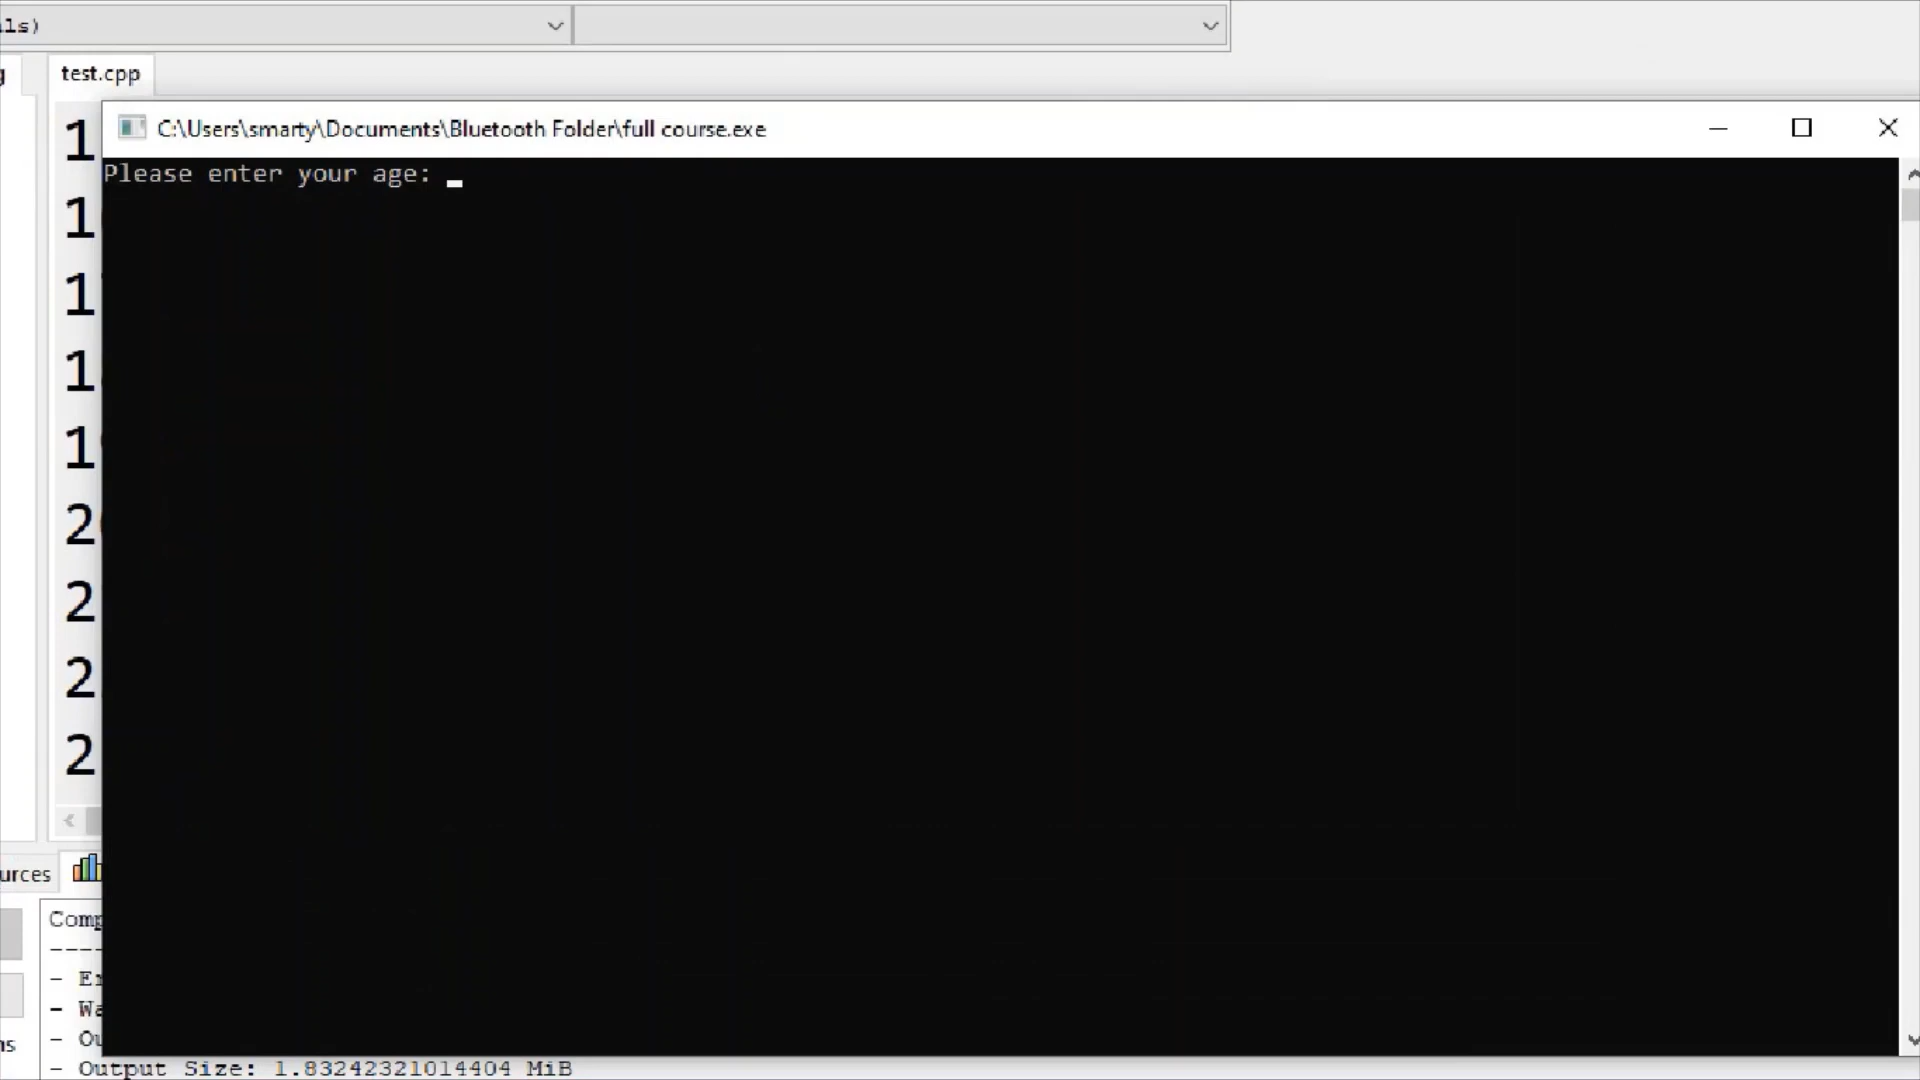 ls)
test.cpp
C:\Users\smarty\Documents\Bluetooth Folder\full course.exe
Please enter your age:
1
1
1
1
1
2
2
2
2
Comp
- Er
- Wa
- Ou
- Output Size: 1.83242321014404 MiB
urces
ns